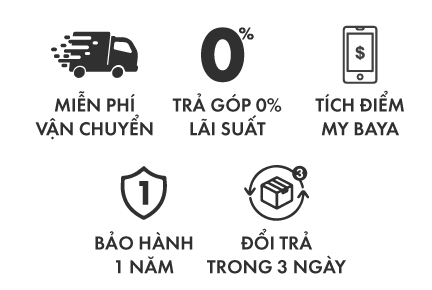 0%
$
MIỄN PHÍ
VẬN CHUYỂN
TRẢ GÓP 0%
LÃI SUẤT
TÍCH ĐIỂM
MY BAYA
1
3
BẢO HÀNH
1 NĂM
ĐỔI TRẢ
TRONG 3 NGÀY